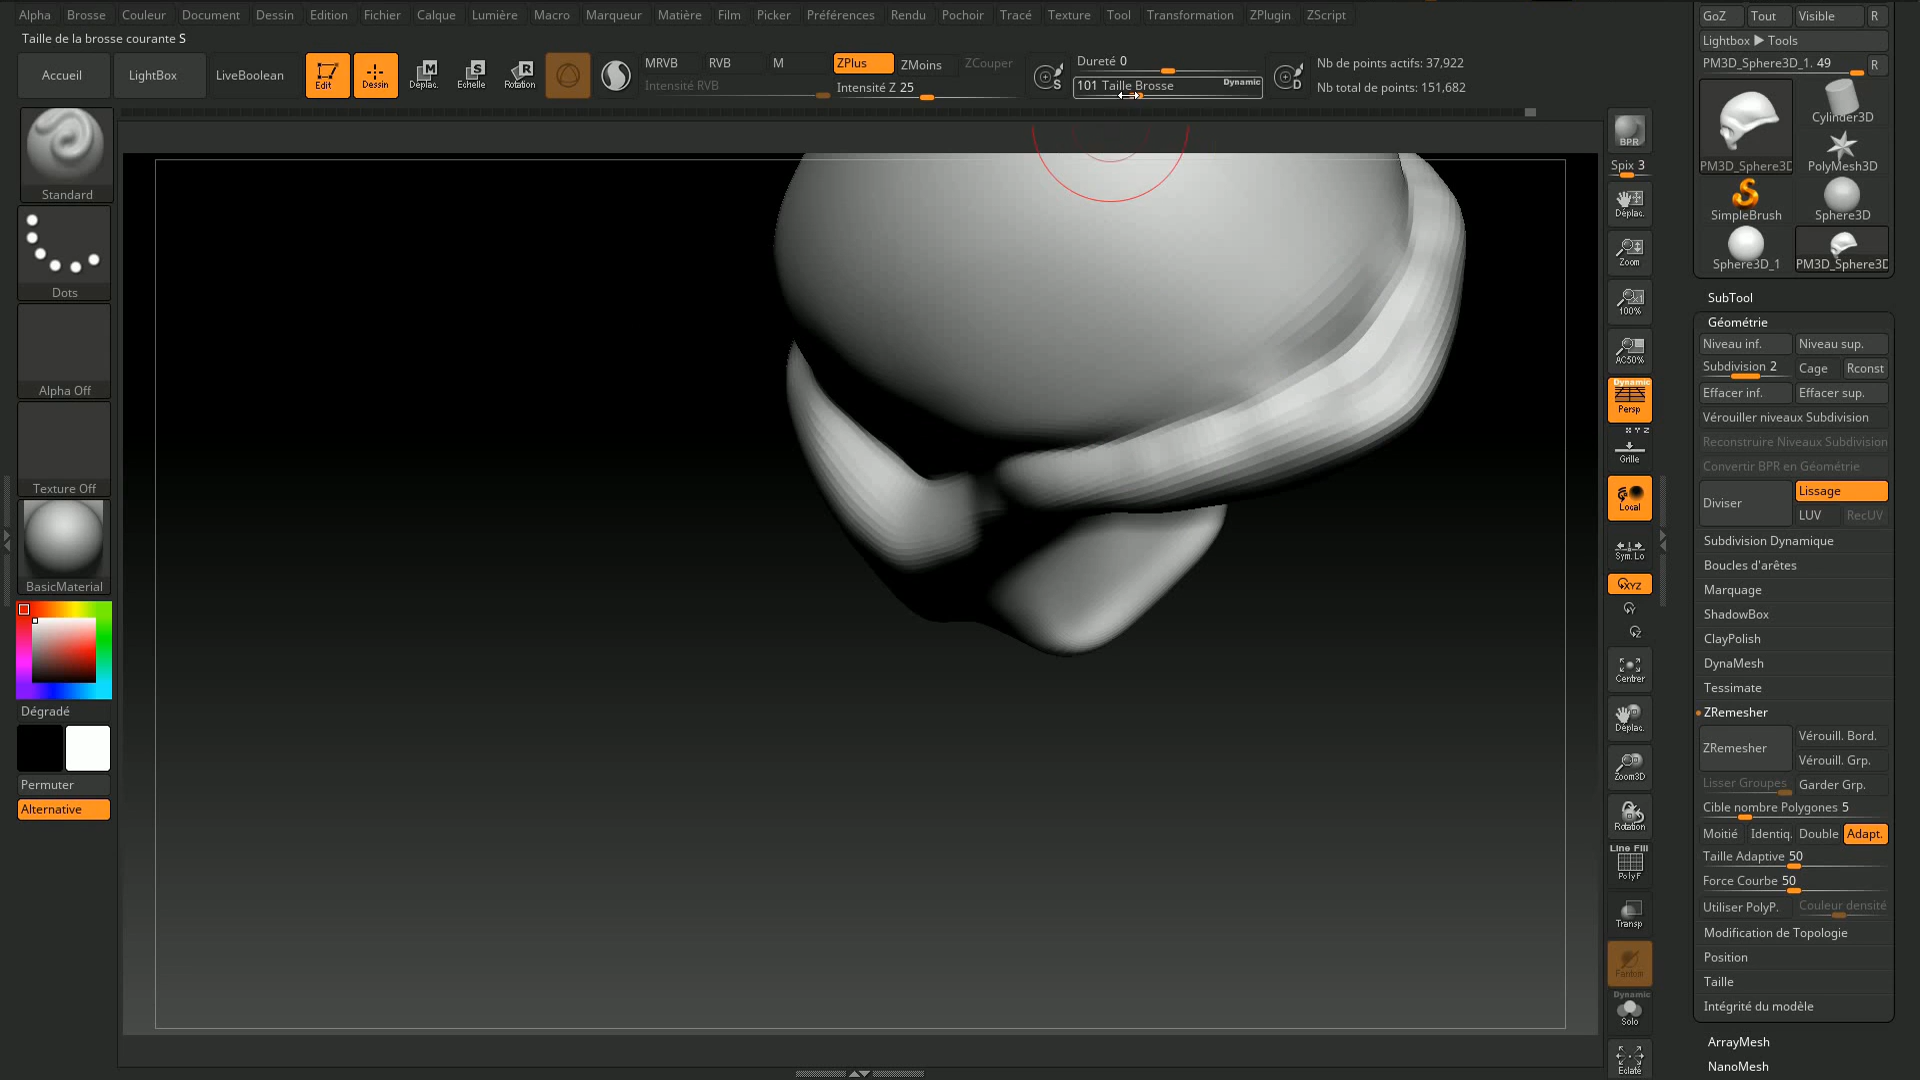 Alpha Brosse Couleur Document Dessin Edition Fichier Calque Lumière Macro Marqueur Matière Film Picker Préférences Rendu Pochoir Tracé Texture Tool Transformation ZPlugin ZScript
Taille de la brosse courante S
Accueil LightBox LiveBoolean
Edit Dessin Déplac. Echelle Rotation
MRVB RVB M
Intensité RVB
ZPlus ZMoins ZCouper
Intensité Z 25
Dureté 0
101 Taille Brosse Dynamic
Nb de points actifs: 37,922
Nb total de points: 151,682
Standard
Dots
Alpha Off
Texture Off
BasicMaterial
Dégradé
Permuter
Alternative
BPR
Spix 3
Déplac.
Zoom
100%
AC50%
Dynamic
Persp
X Y Z
Grille
Local
Sym. Lo
XYZ
Y
Z
Centrer
Déplac.
Zoom3D
Rotation
Line Fill
PolyF
Transp
Fantom
Dynamic
Solo
Eclaté
GoZ Tout Visible R
Lightbox ▶ Tools
PM3D_Sphere3D_1. 49 R
PM3D_Sphere3D
Cylinder3D
PolyMesh3D
SimpleBrush
Sphere3D
Sphere3D_1
PM3D_Sphere3D
SubTool
Géométrie
Niveau inf. Niveau sup.
Subdivision 2 Cage Rconst
Effacer inf. Effacer sup.
Vérouiller niveaux Subdivision
Reconstruire Niveaux Subdivision
Convertir BPR en Géométrie
Diviser Lissage
LUV RecUV
Subdivision Dynamique
Boucles d'arêtes
Marquage
ShadowBox
ClayPolish
DynaMesh
Tessimate
ZRemesher
ZRemesher Vérouill. Bord.
Vérouill. Grp.
Lisser Groupes Garder Grp.
Cible nombre Polygones 5
Moitié Identiq. Double Adapt.
Taille Adaptive 50
Force Courbe 50
Utiliser PolyP. Couleur densité
Modification de Topologie
Position
Taille
Intégrité du modèle
ArrayMesh
NanoMesh